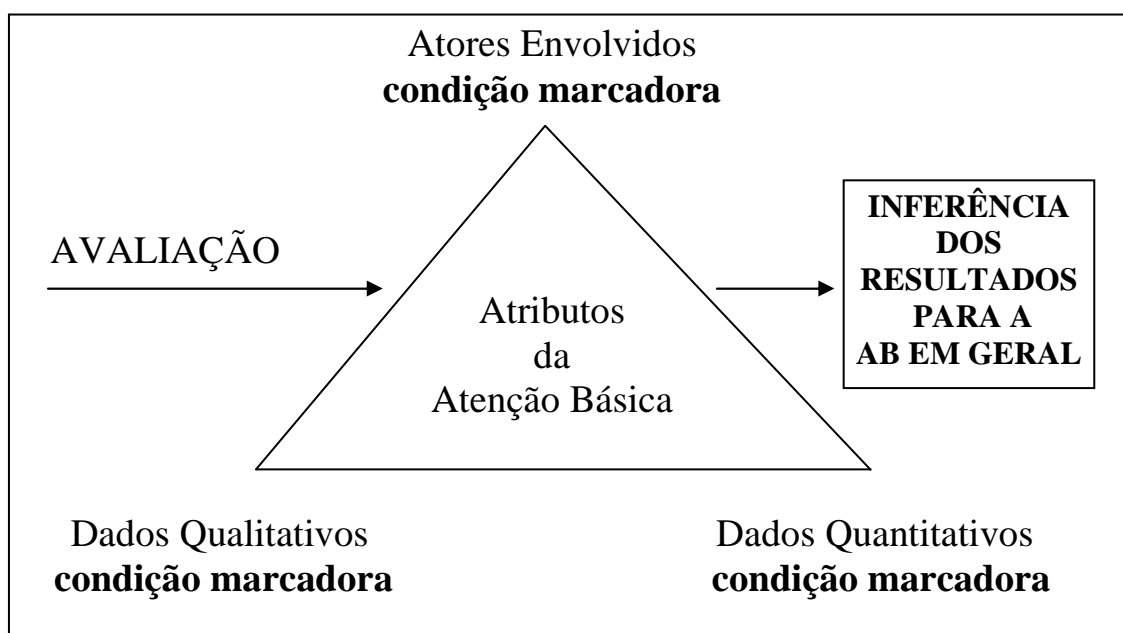 Atores Envolvidos
condição marcadora
AVALIAÇÃO
Atributos
da
Atenção Básica
INFERÊNCIA
DOS
RESULTADOS
PARA A
AB EM GERAL
Dados Qualitativos
condição marcadora
Dados Quantitativos
condição marcadora